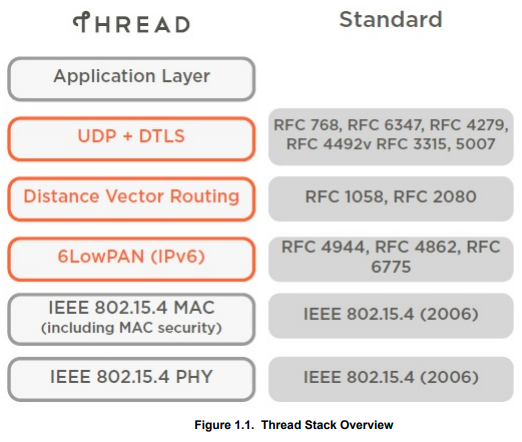 THREAD
Standard
Application Layer
UDP + DTLS
RFC 768, RFC 6347, RFC 4279,
RFC 4492v RFC 3315, 5007
Distance Vector Routing
RFC 1058, RFC 2080
6LowPAN (IPv6)
RFC 4944, RFC 4862, RFC
6775
IEEE 802.15.4 MAC
(including MAC security)
IEEE 802.15.4 (2006)
IEEE 802.15.4 PHY
IEEE 802.15.4 (2006)
Figure 1.1. Thread Stack Overview